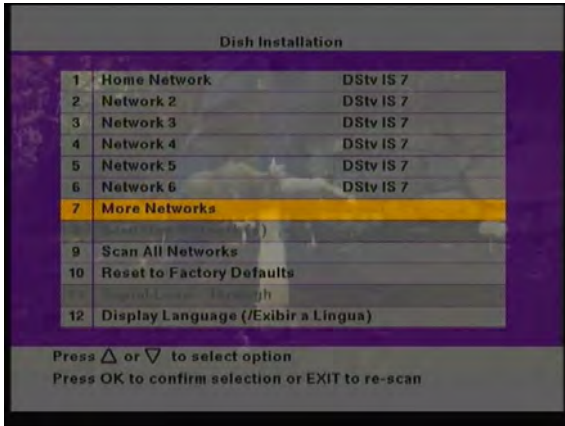 Dish Installation
1 Home Network DStv IS 7
2 Network 2 DStv IS 7
3 Network 3 DStv IS 7
4 Network 4 DStv IS 7
5 Network 5 DStv IS 7
6 Network 6 DStv IS 7
7 More Networks
9 Scan All Networks
10 Reset to Factory Defaults
Through
12 Display Language (/Exibir a Lingua)
Press △ or ▽ to select option
Press OK to confirm selection or EXIT to re-scan